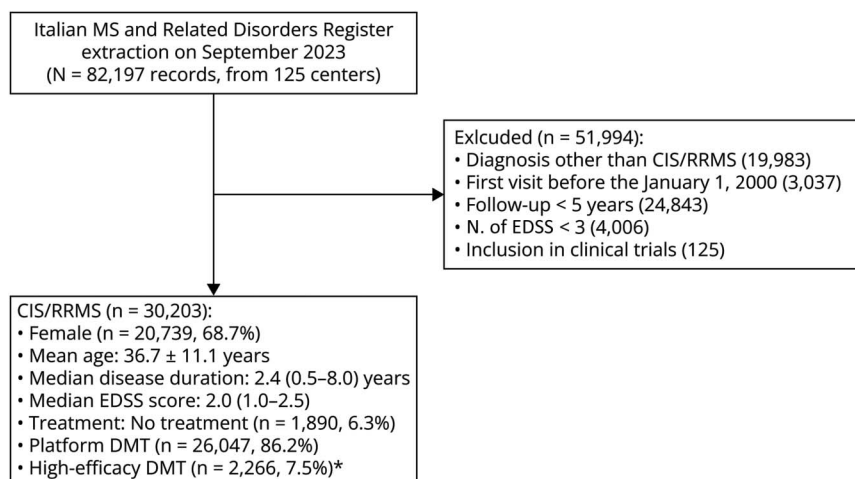 Italian MS and Related Disorders Register
extraction on September 2023
(N = 82,197 records, from 125 centers)
Exlcuded (n = 51,994):
• Diagnosis other than CIS/RRMS (19,983)
• First visit before the January 1, 2000 (3,037)
• Follow-up < 5 years (24,843)
• N. of EDSS < 3 (4,006)
• Inclusion in clinical trials (125)
CIS/RRMS (n = 30,203):
• Female (n = 20,739, 68.7%)
• Mean age: 36.7 ± 11.1 years
• Median disease duration: 2.4 (0.5–8.0) years
• Median EDSS score: 2.0 (1.0–2.5)
• Treatment: No treatment (n = 1,890, 6.3%)
• Platform DMT (n = 26,047, 86.2%)
• High-efficacy DMT (n = 2,266, 7.5%)*